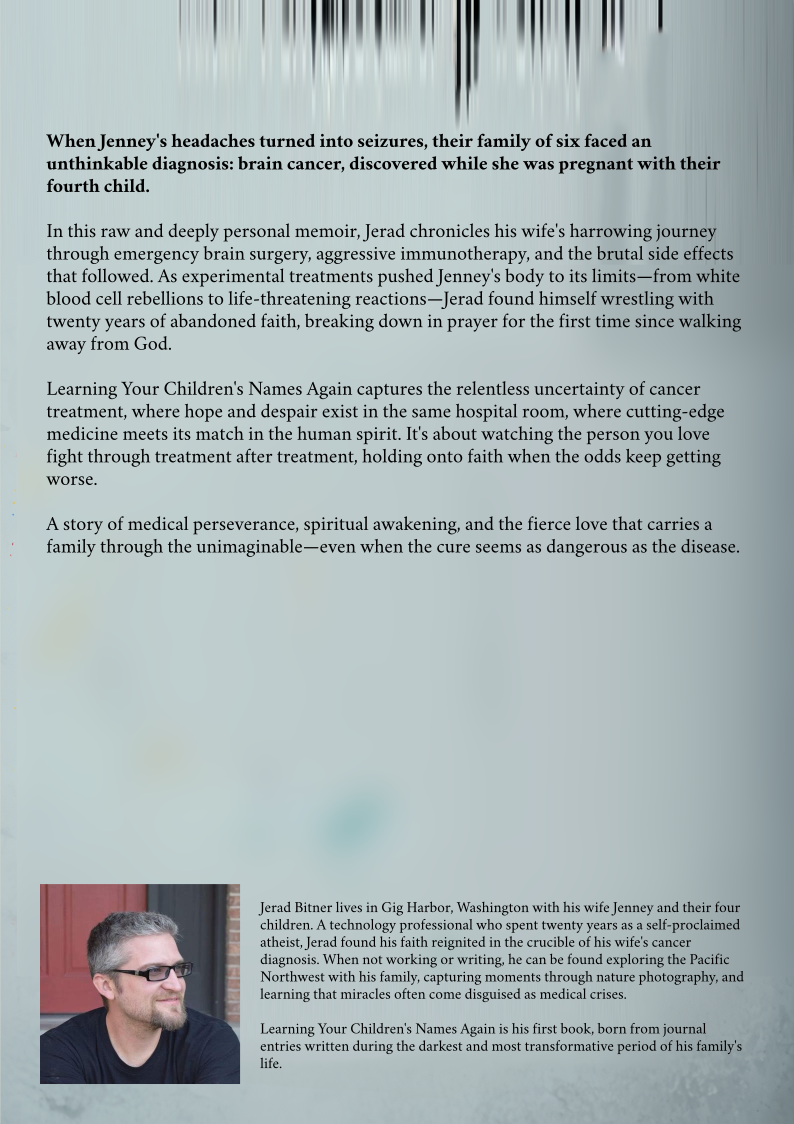 When Jenney's headaches turned into seizures, their family of six faced an
unthinkable diagnosis: brain cancer, discovered while she was pregnant with their
fourth child.
In this raw and deeply personal memoir, Jerad chronicles his wife's harrowing journey
through emergency brain surgery, aggressive immunotherapy, and the brutal side effects
that followed. As experimental treatments pushed Jenney's body to its limits—from white
blood cell rebellions to life-threatening reactions—Jerad found himself wrestling with
twenty years of abandoned faith, breaking down in prayer for the first time since walking
away from God.
Learning Your Children's Names Again captures the relentless uncertainty of cancer
treatment, where hope and despair exist in the same hospital room, where cutting-edge
medicine meets its match in the human spirit. It's about watching the person you love
fight through treatment after treatment, holding onto faith when the odds keep getting
worse.
A story of medical perseverance, spiritual awakening, and the fierce love that carries a
family through the unimaginable—even when the cure seems as dangerous as the disease.
Jerad Bitner lives in Gig Harbor, Washington with his wife Jenney and their four
children. A technology professional who spent twenty years as a self-proclaimed
atheist, Jerad found his faith reignited in the crucible of his wife's cancer
diagnosis. When not working or writing, he can be found exploring the Pacific
Northwest with his family, capturing moments through nature photography, and
learning that miracles often come disguised as medical crises.
Learning Your Children's Names Again is his first book, born from journal
entries written during the darkest and most transformative period of his family's
life.